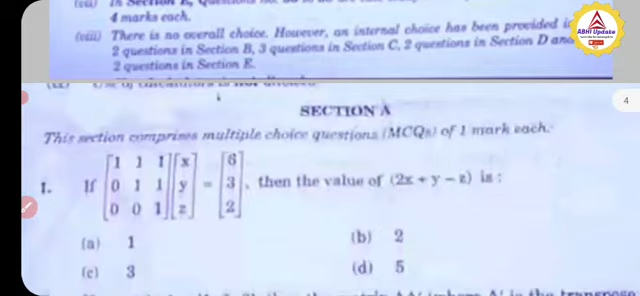 4 marks each.
(viii) There is no overall choice. However, an internal choice has been provided in
2 questions in Section B, 3 questions in Section C, 2 questions in Section D and
2 questions in Section E.
ABHI Update
4
SECTION A
This section comprises multiple choice questions (MCQs) of 1 mark each.
1. If [1 1 1 0 1 1 0 0 1] [x y z] = [6 3 2], then the value of (2x + y – z) is :
(a) 1 (b) 2
(c) 3 (d) 5